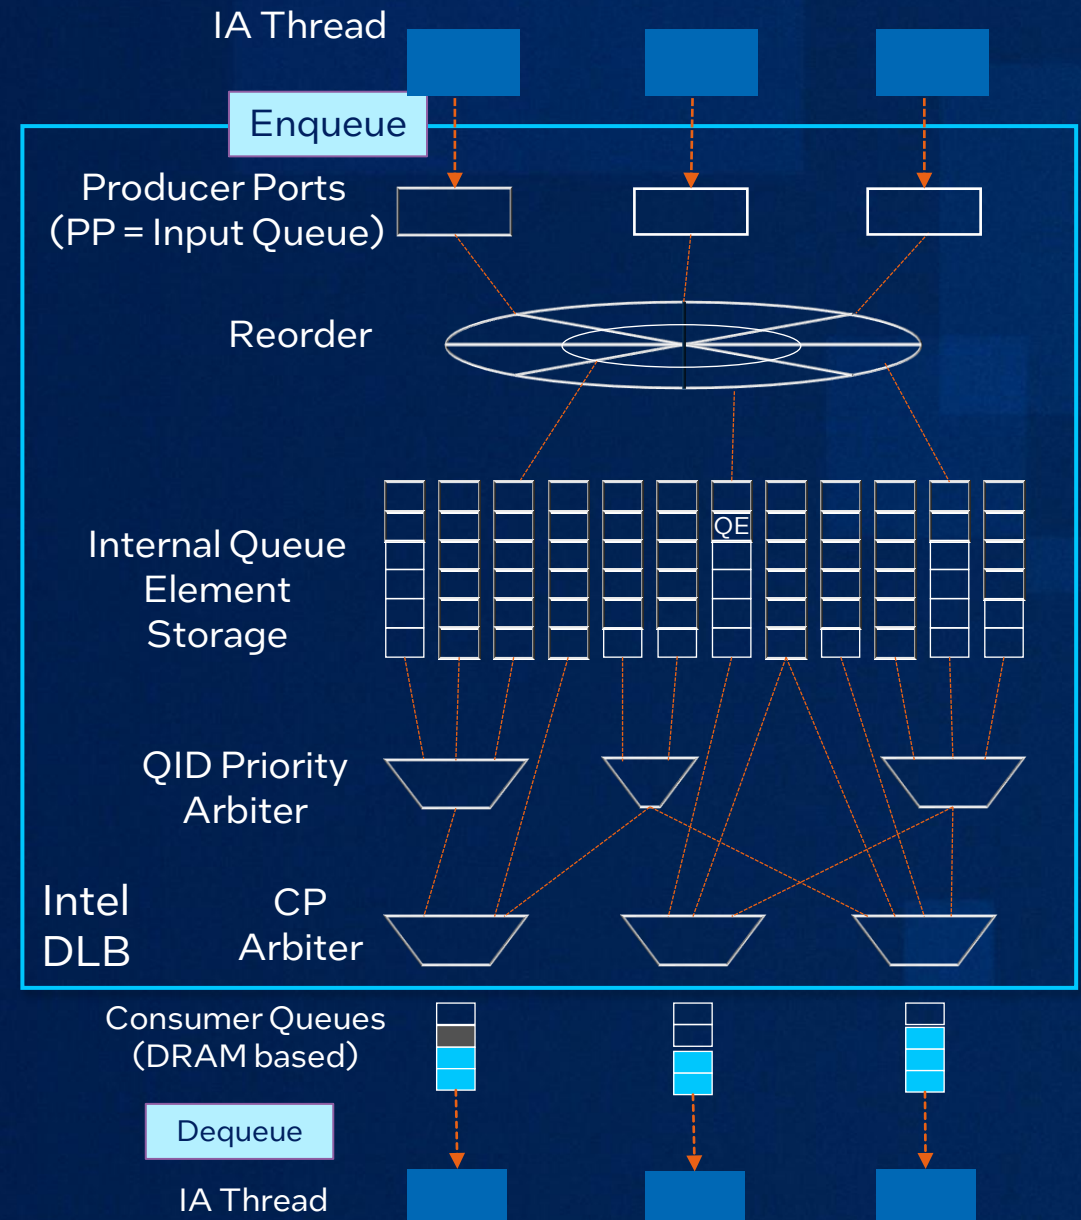 IA Thread
Enqueue
Producer Ports
(PP = Input Queue)
Reorder
QE
Internal Queue
Element
Storage
QID Priority
Arbiter
Intel
DLB
CP
Arbiter
Consumer Queues
(DRAM based)
Dequeue
IA Thread